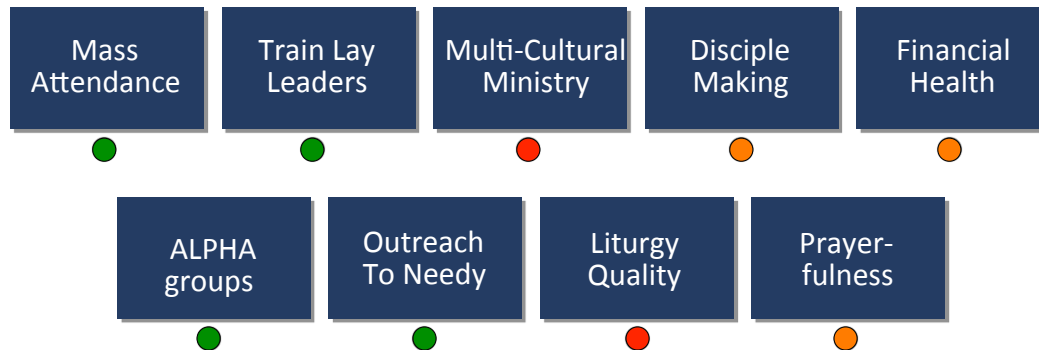 Mass
Attendance
Train Lay
Leaders
Multi-Cultural
Ministry
Disciple
Making
Financial
Health
ALPHA
groups
Outreach
To Needy
Liturgy
Quality
Prayer-
fulness